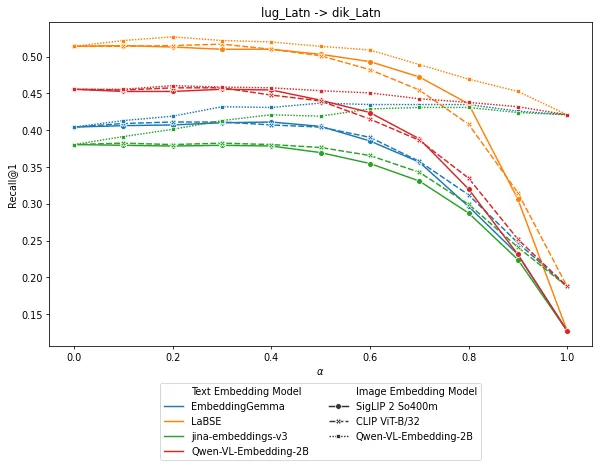 lug_Latn -> dik_Latn
Recall@1
0.50
0.45
0.40
0.35
0.30
0.25
0.20
0.15
0.0 0.2 0.4 0.6 0.8 1.0
α
Text Embedding Model
EmbeddingGemma
LaBSE
jina-embeddings-v3
Qwen-VL-Embedding-2B
Image Embedding Model
SigLIP 2 So400m
CLIP ViT-B/32
Qwen-VL-Embedding-2B